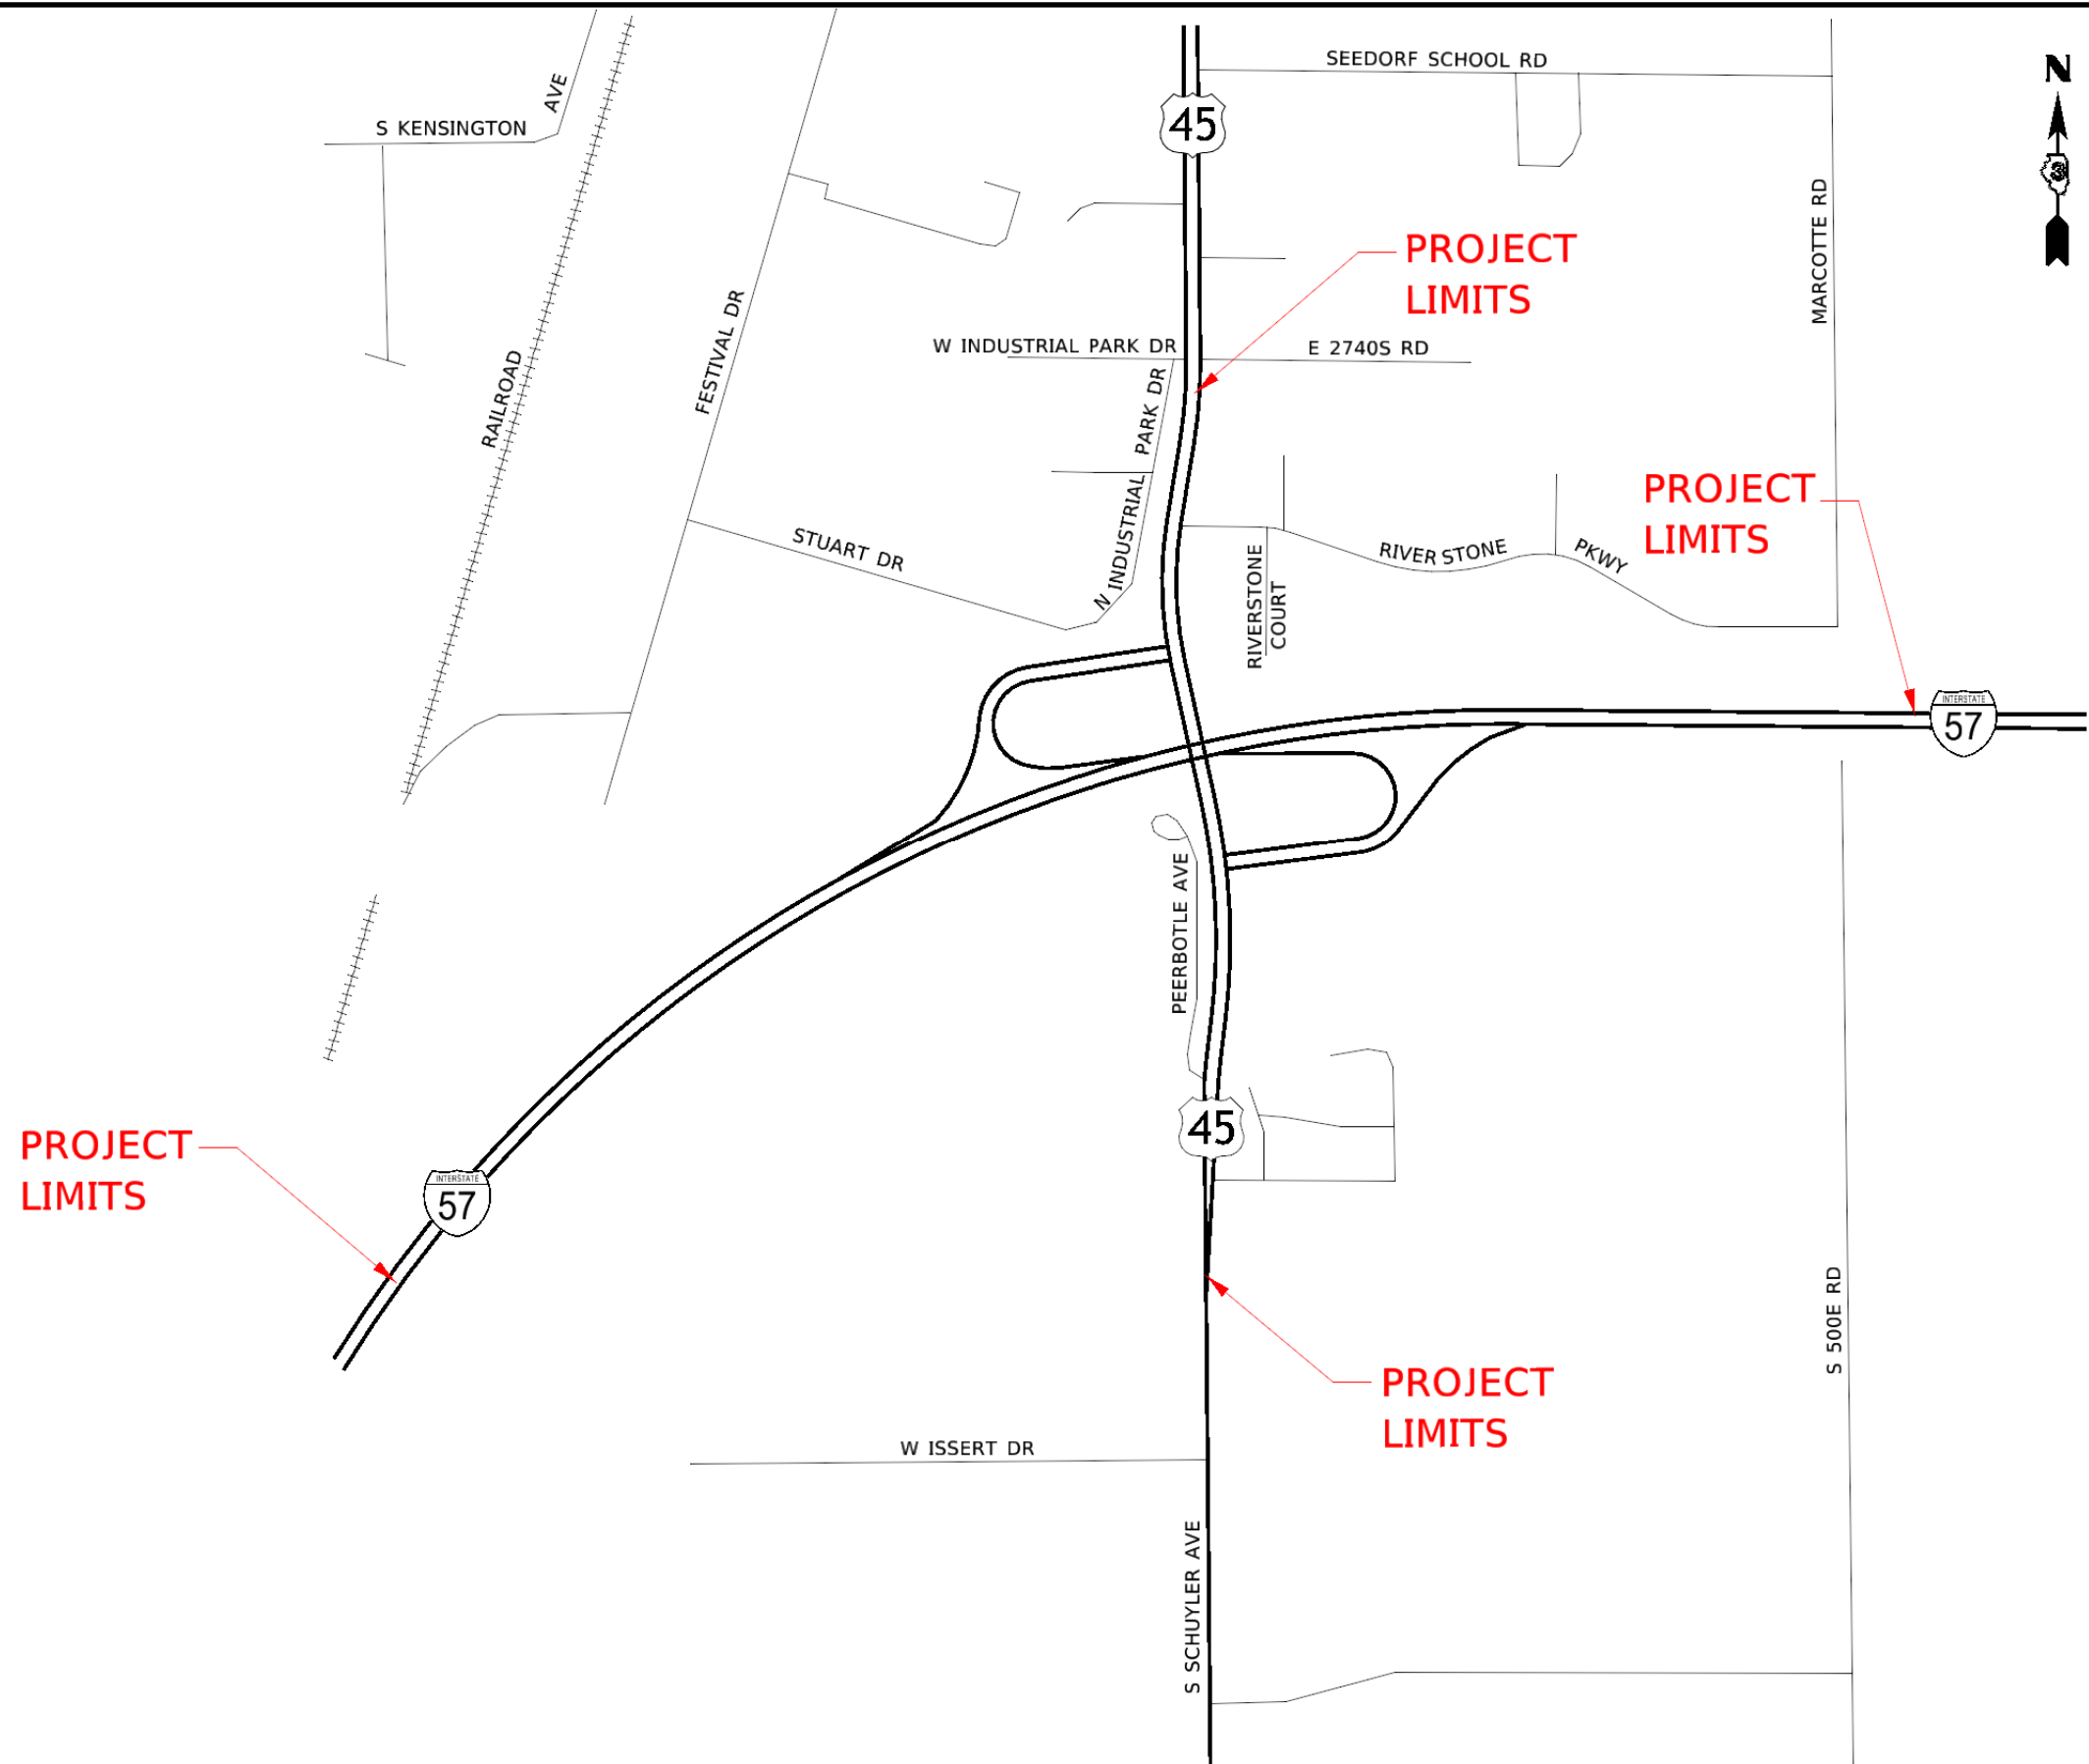 N
3
SEEDORF SCHOOL RD
S KENSINGTON AVE
45
MARCOTTE RD
PROJECT
LIMITS
W INDUSTRIAL PARK DR
E 2740S RD
FESTIVAL DR
RAILROAD
N INDUSTRIAL PARK DR
PROJECT
LIMITS
STUART DR
RIVER STONE PKWY
RIVERSTONE
COURT
INTERSTATE
57
PEERBOTLE AVE
45
PROJECT
LIMITS
INTERSTATE
57
S 500E RD
PROJECT
LIMITS
W ISSERT DR
S SCHUYLER AVE